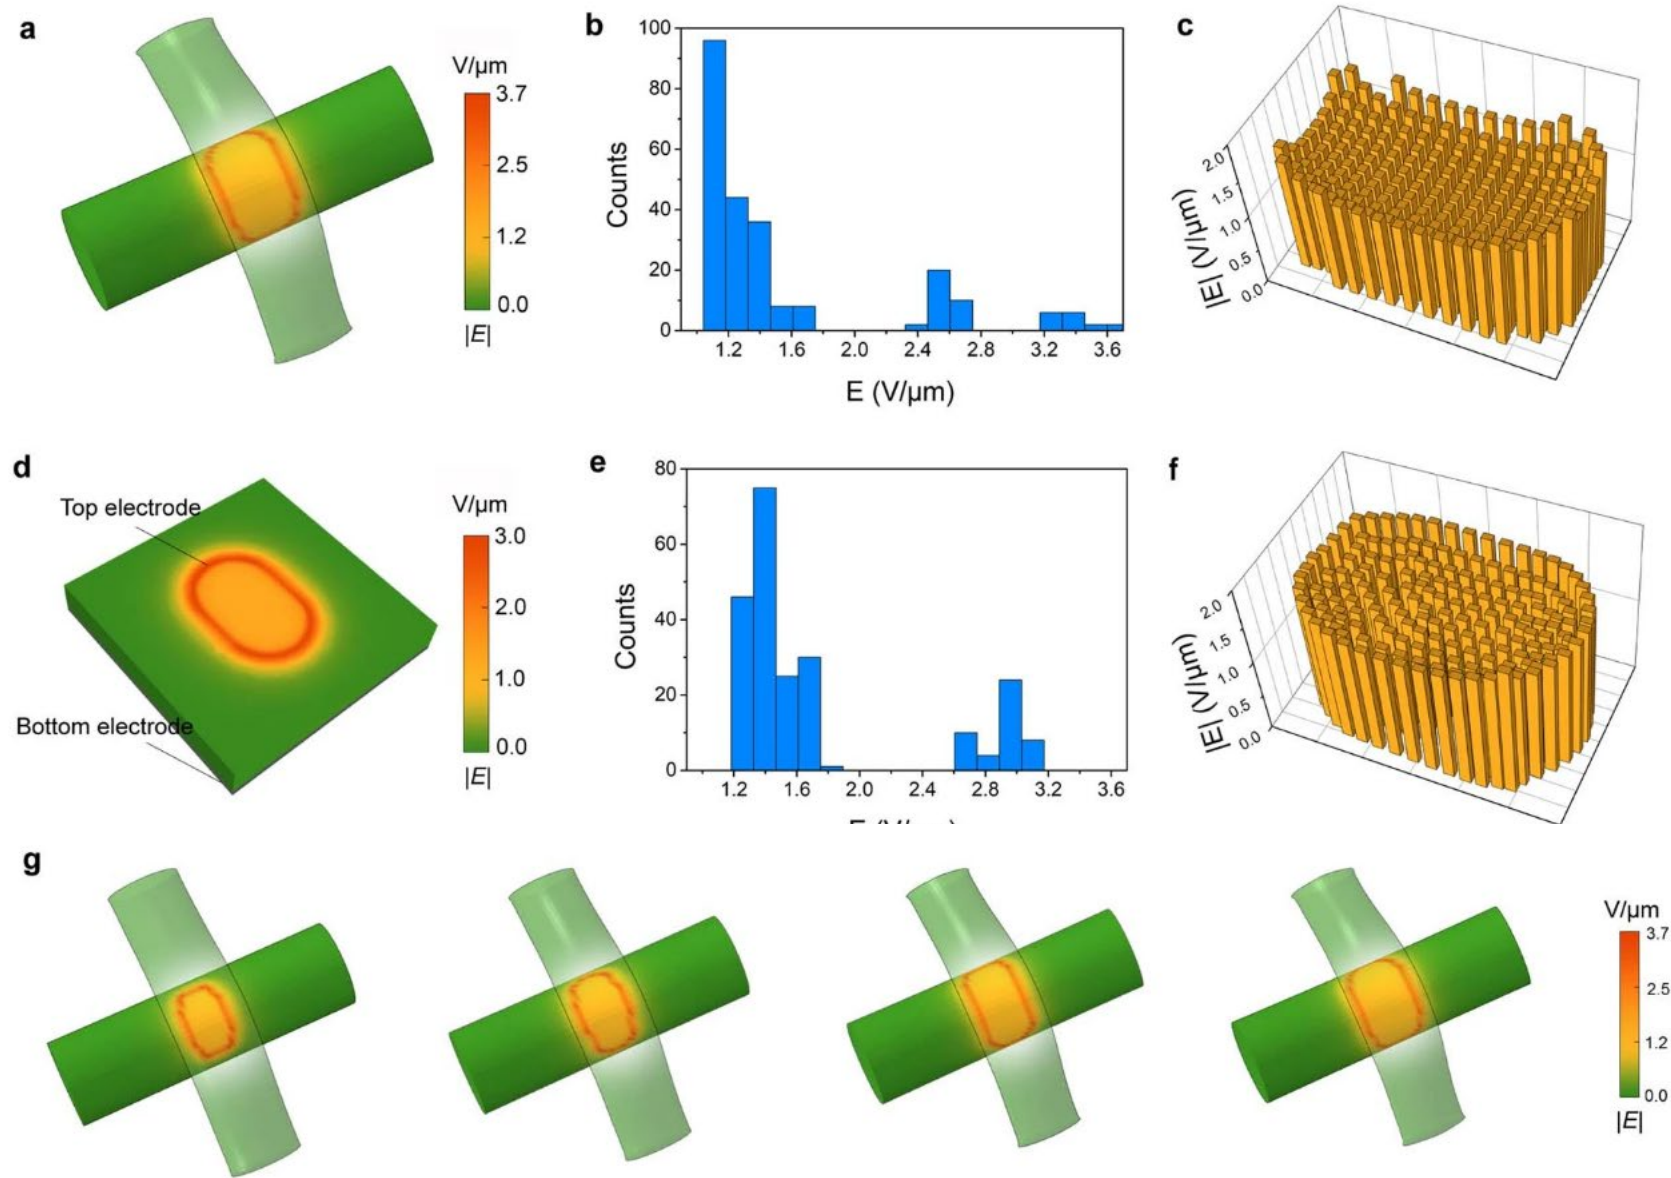 a
V/µm
3.7
2.5
1.2
0.0
|E|
b
Counts
100
80
60
40
20
0
1.2 1.6 2.0 2.4 2.8 3.2 3.6
E (V/µm)
c
|E| (V/µm)
2.0
1.5
1.0
0.5
0.0
d
Top electrode
Bottom electrode
V/µm
3.0
2.0
1.0
0.0
|E|
e
Counts
80
60
40
20
0
1.2 1.6 2.0 2.4 2.8 3.2 3.6
E (V/µm)
f
|E| (V/µm)
2.0
1.5
1.0
0.5
0.0
g
V/µm
3.7
2.5
1.2
0.0
|E|